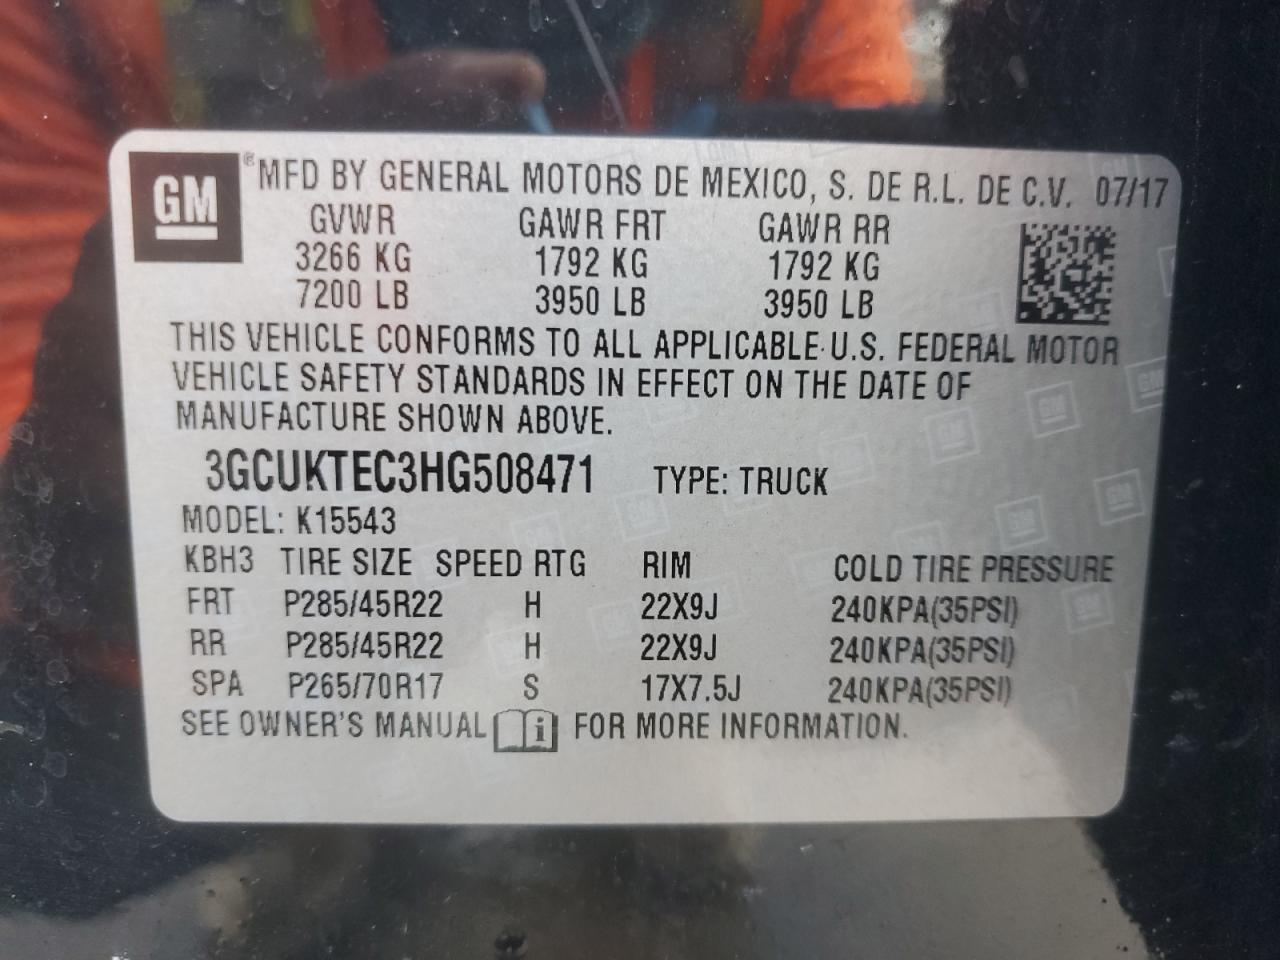 GM ® MFD BY GENERAL MOTORS DE MEXICO, S. DE R.L. DE C.V. 07/17
GVWR GAWR FRT GAWR RR
3266 KG 1792 KG 1792 KG
7200 LB 3950 LB 3950 LB
THIS VEHICLE CONFORMS TO ALL APPLICABLE U.S. FEDERAL MOTOR
VEHICLE SAFETY STANDARDS IN EFFECT ON THE DATE OF
MANUFACTURE SHOWN ABOVE.
3GCUKTEC3HG508471 TYPE: TRUCK
MODEL: K15543
KBH3 TIRE SIZE SPEED RTG RIM COLD TIRE PRESSURE
FRT P285/45R22 H 22X9J 240KPA(35PSI)
RR P285/45R22 H 22X9J 240KPA(35PSI)
SPA P265/70R17 S 17X7.5J 240KPA(35PSI)
SEE OWNER'S MANUAL i FOR MORE INFORMATION.